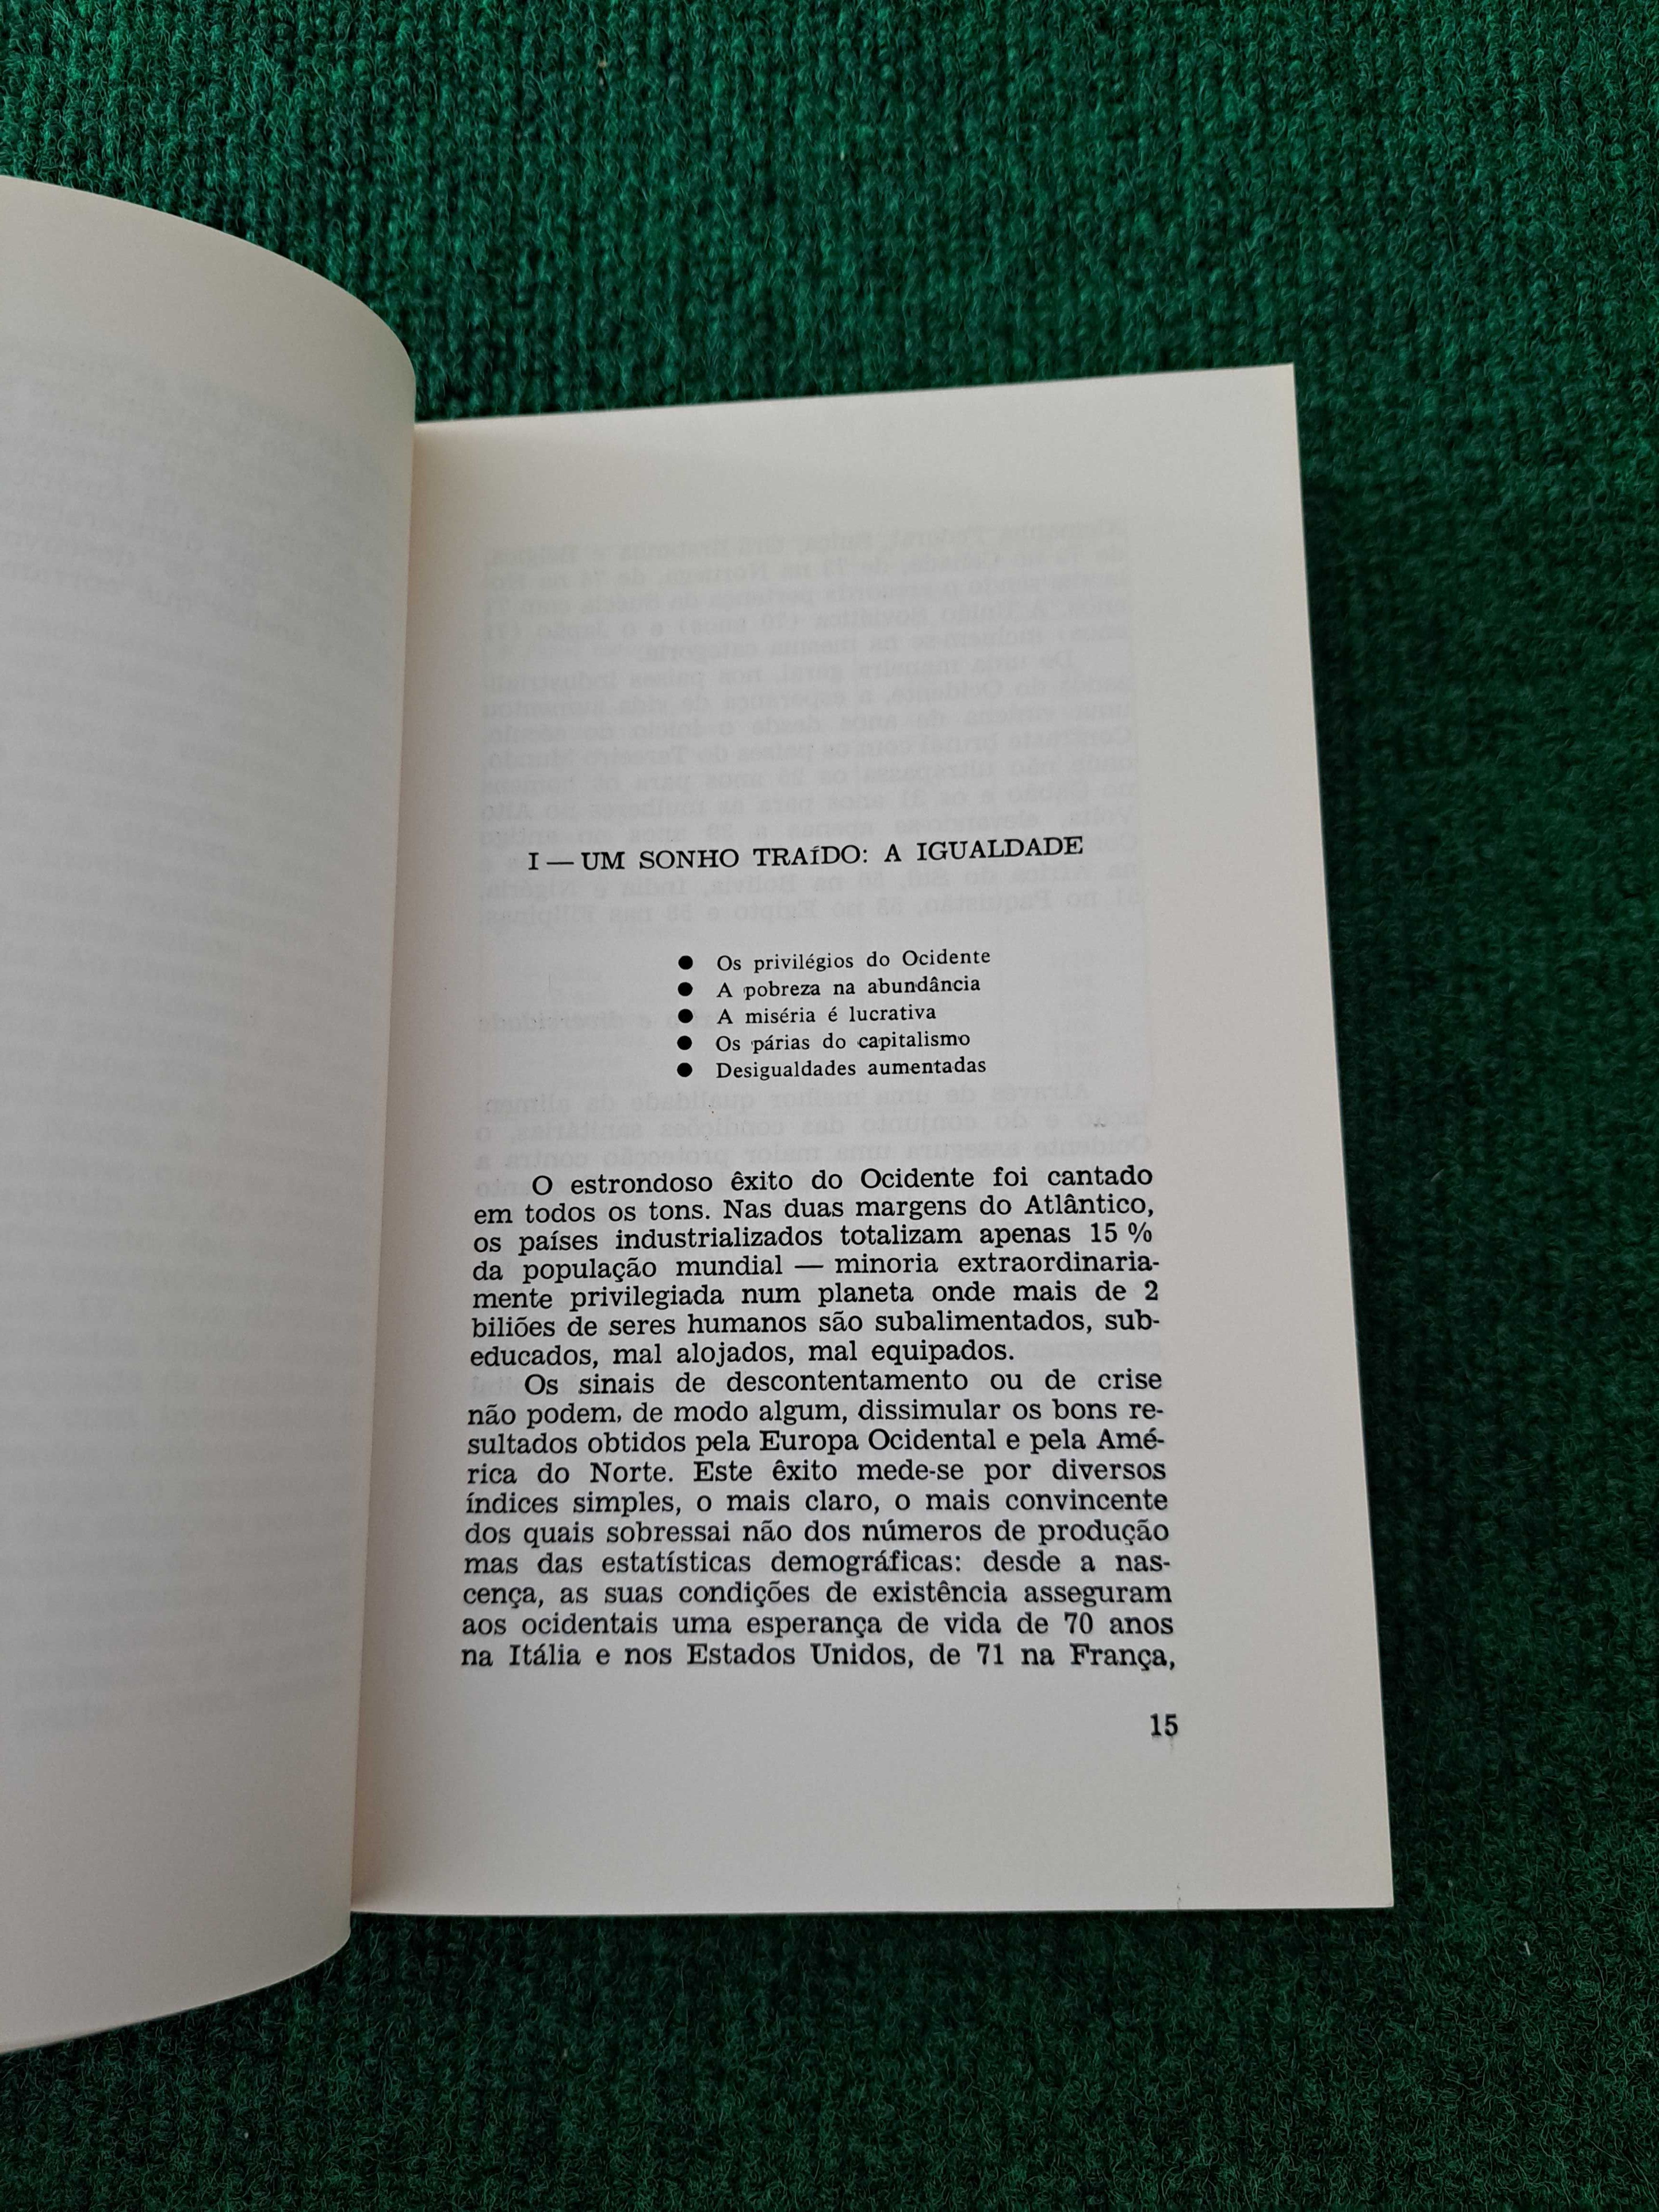 I — UM SONHO TRAÍDO: A IGUALDADE
● Os privilégios do Ocidente
● A pobreza na abundância
● A miséria é lucrativa
● Os párias do capitalismo
● Desigualdades aumentadas
O estrondoso êxito do Ocidente foi cantado
em todos os tons. Nas duas margens do Atlântico,
os países industrializados totalizam apenas 15 %
da população mundial — minoria extraordinaria-
mente privilegiada num planeta onde mais de 2
biliões de seres humanos são subalimentados, sub-
educados, mal alojados, mal equipados.
Os sinais de descontentamento ou de crise
não podem, de modo algum, dissimular os bons re-
sultados obtidos pela Europa Ocidental e pela Amé-
rica do Norte. Este êxito mede-se por diversos
índices simples, o mais claro, o mais convincente
dos quais sobressai não dos números de produção
mas das estatísticas demográficas: desde a nas-
cença, as suas condições de existência asseguram
aos ocidentais uma esperança de vida de 70 anos
na Itália e nos Estados Unidos, de 71 na França,
15